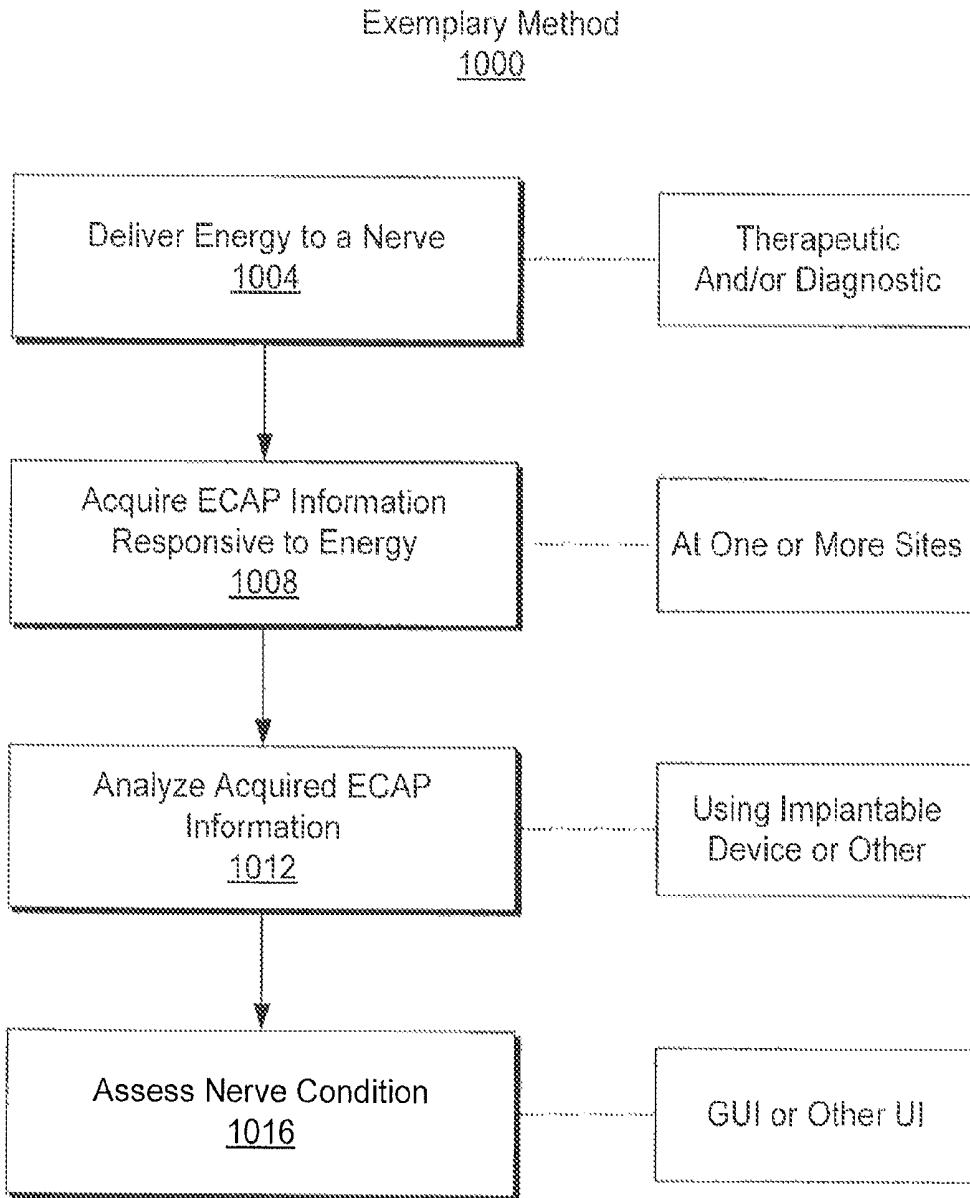 Exemplary Method
1000
Deliver Energy to a Nerve
1004
Therapeutic
And/or Diagnostic
Acquire ECAP Information
Responsive to Energy
1008
At One or More Sites
Analyze Acquired ECAP
Information
1012
Using Implantable
Device or Other
Assess Nerve Condition
1016
GUI or Other UI